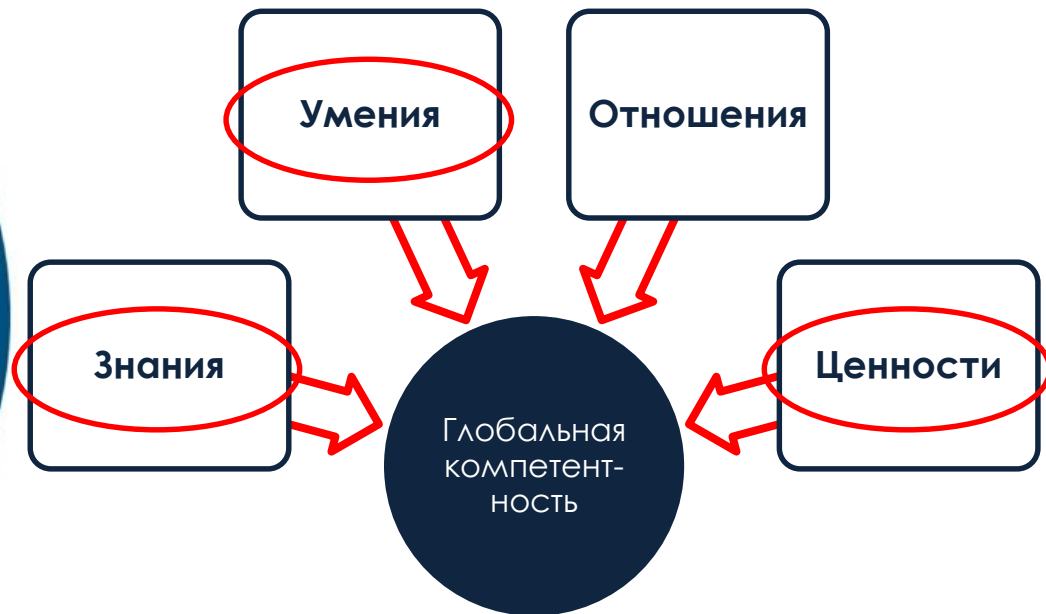 Умения
Отношения
Знания
Ценности
Глобальная
компетент-
ность